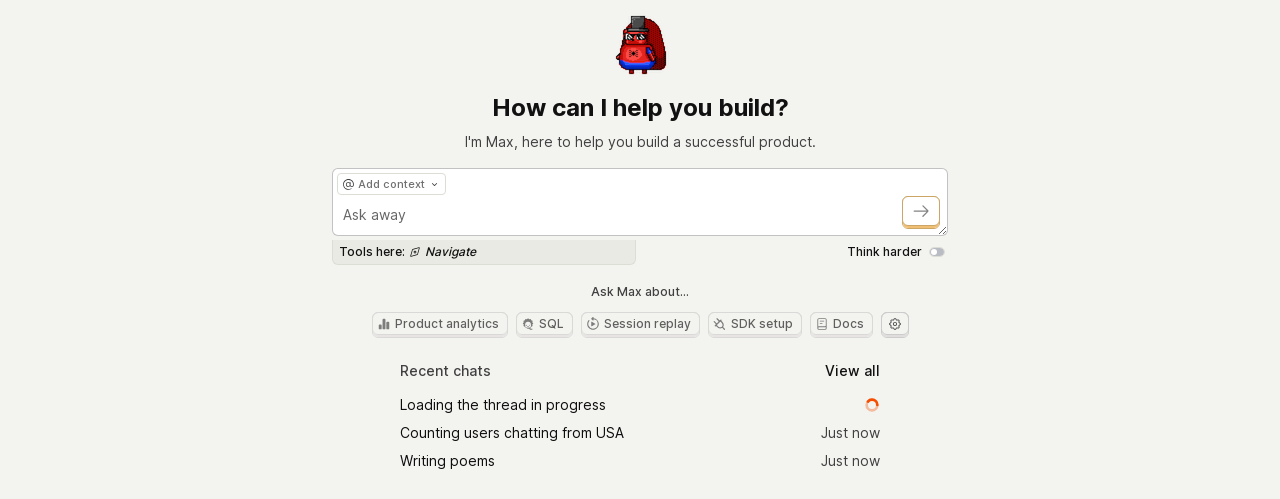 How can I help you build?
I'm Max, here to help you build a successful product.
Add context
Ask away
Tools here: Navigate
Think harder
Ask Max about...
Product analytics SQL Session replay SDK setup Docs
Recent chats View all
Loading the thread in progress
Counting users chatting from USA Just now
Writing poems Just now